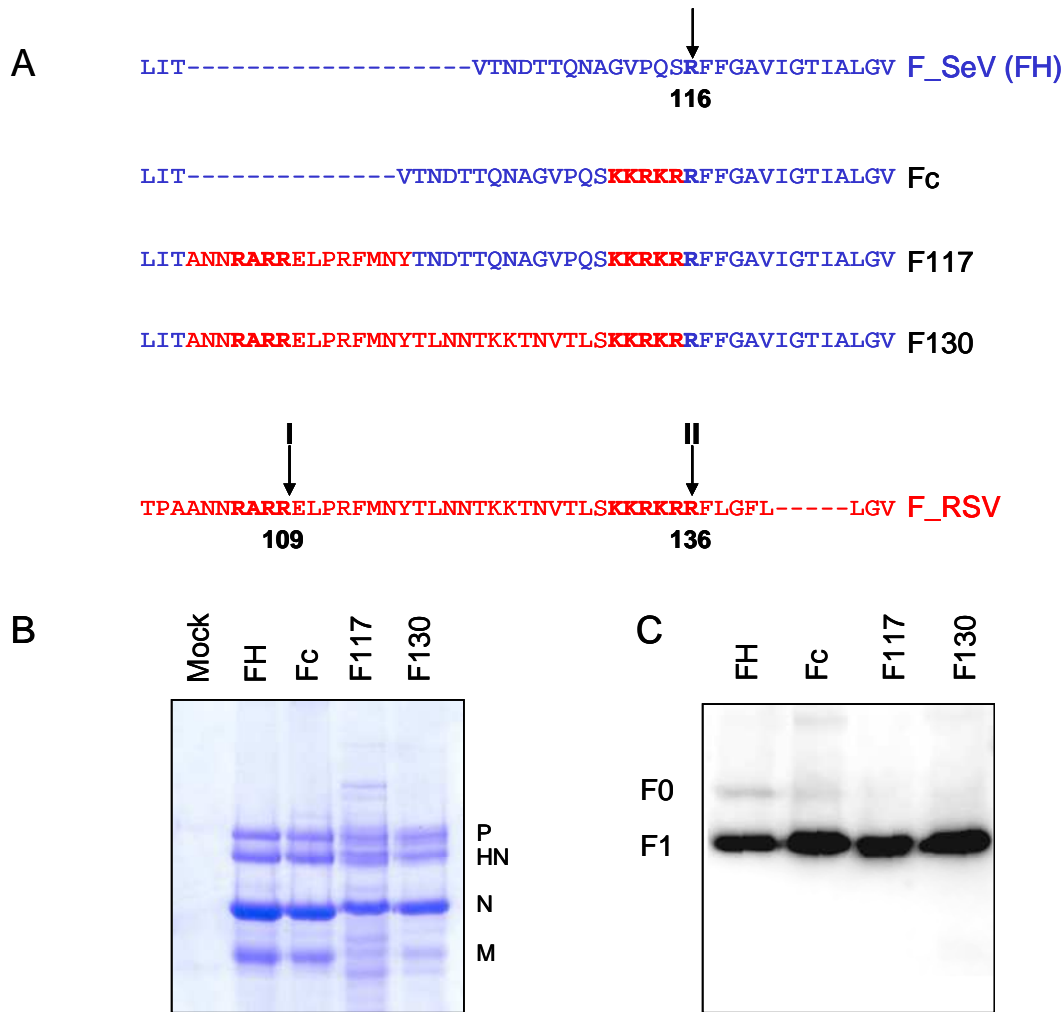 A
LIT-------------------VTNDTTQNAGVPQSRFFGAVIGTIALGV F_SeV (FH)
116
LIT--------------VTNDTTQNAGVPQSKKRKRRFFGAVIGTIALGV Fc
LITANNRARRELPRFMNYTNDTTQNAGVPQSKKRKRRFFGAVIGTIALGV F117
LITANNRARRELPRFMNYTLNNTKKTNVTLSKKRKRRFFGAVIGTIALGV F130
I II
TPAANNRARRELPRFMNYTLNNTKKTNVTLSKKRKRRFLGFL-----LGV F_RSV
109 136
B
Mock FH Fc F117 F130
P
HN
N
M
C
FH Fc F117 F130
F0
F1